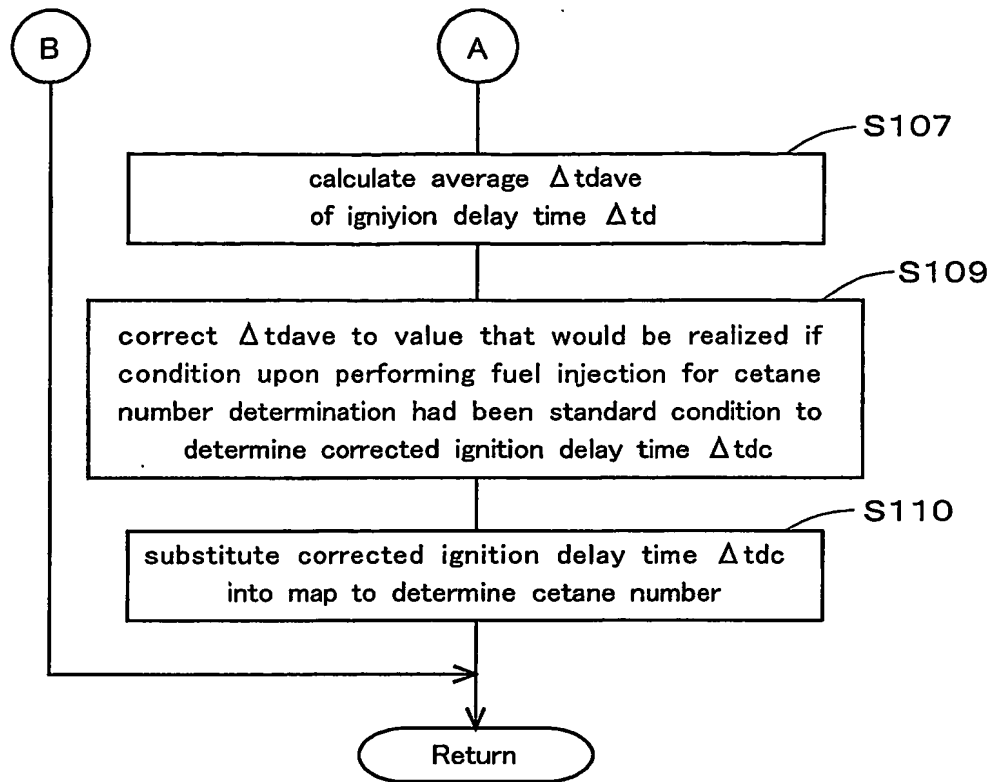 B
A
S107
calculate average Δtdave
of igniyion delay time Δtd
S109
correct Δtdave to value that would be realized if
condition upon performing fuel injection for cetane
number determination had been standard condition to
determine corrected ignition delay time Δtdc
S110
substitute corrected ignition delay time Δtdc
into map to determine cetane number
Return